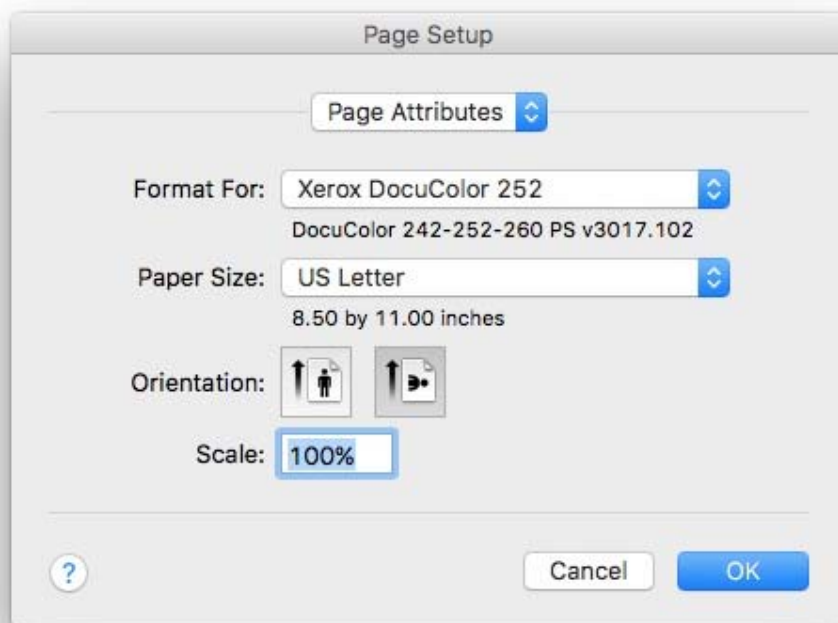 Page Setup
Page Attributes
Format For: Xerox DocuColor 252
DocuColor 242-252-260 PS v3017.102
Paper Size: US Letter
8.50 by 11.00 inches
Orientation:
Scale: 100%
? Cancel OK